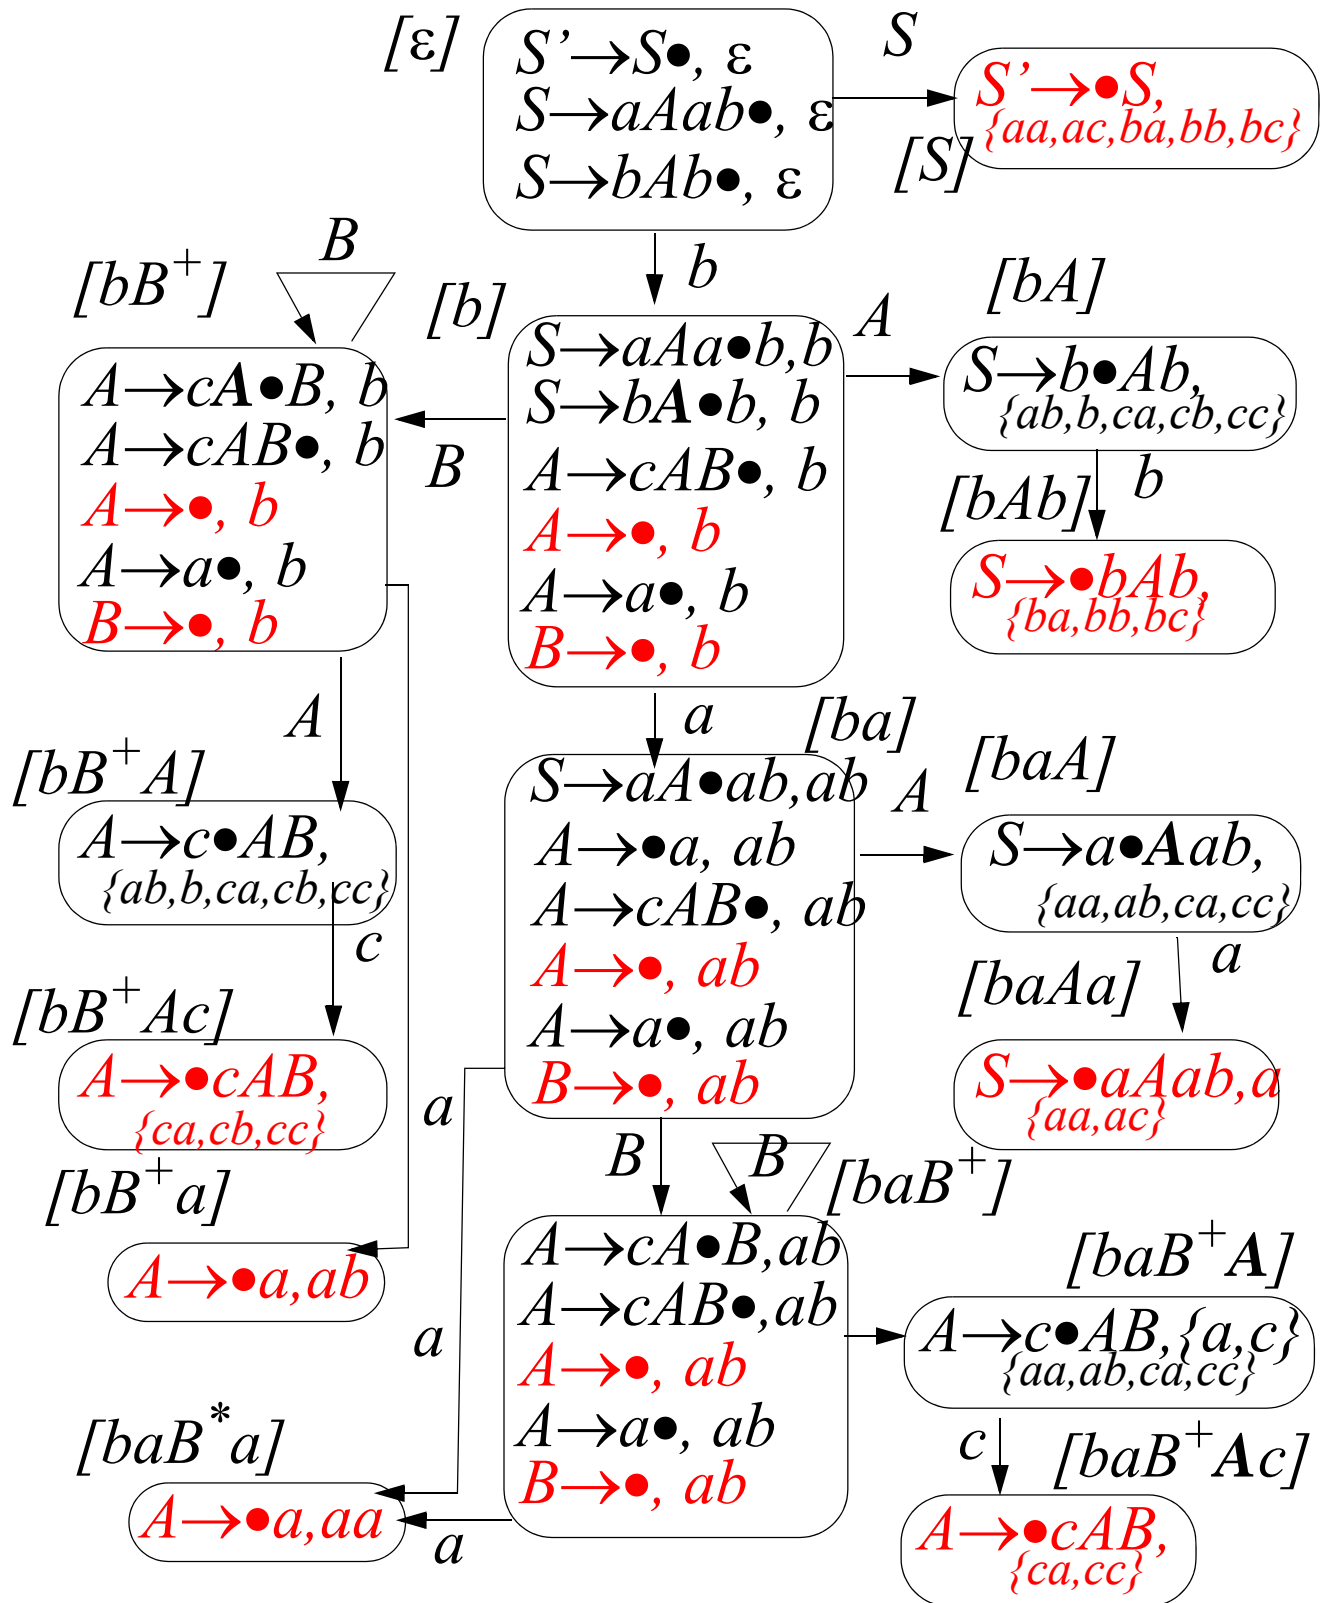 [ε]
S'→S●, ε
S→aAab●, ε
S→bAb●, ε
S
S'→●S,
{aa,ac,ba,bb,bc}
[S]
b
[bB+]
B
[b]
S→aAa●b,b
S→bA●b, b
A→cAB●, b
A→●, b
A→a●, b
B→●, b
A
[bA]
S→b●Ab,
{ab,b,ca,cb,cc}
b
[bAb]
S→●bAb,
{ba,bb,bc}
A→cA●B, b
A→cAB●, b
A→●, b
A→a●, b
B→●, b
B
A
[bB+A]
A→c●AB,
{ab,b,ca,cb,cc}
c
[bB+Ac]
A→●cAB,
{ca,cb,cc}
[bB+a]
A→●a,ab
a
a
[ba]
S→aA●ab,ab
A→●a, ab
A→cAB●, ab
A→●, ab
A→a●, ab
B→●, ab
A
[baA]
S→a●Aab,
{aa,ab,ca,cc}
a
[baAa]
S→●aAab,a
{aa,ac}
B
B
[baB+]
A→cA●B,ab
A→cAB●,ab
A→●, ab
A→a●, ab
B→●, ab
[baB+A]
A→c●AB,{a,c}
{aa,ab,ca,cc}
c
[baB+Ac]
A→●cAB,
{ca,cc}
a
[baB*a]
A→●a,aa
a